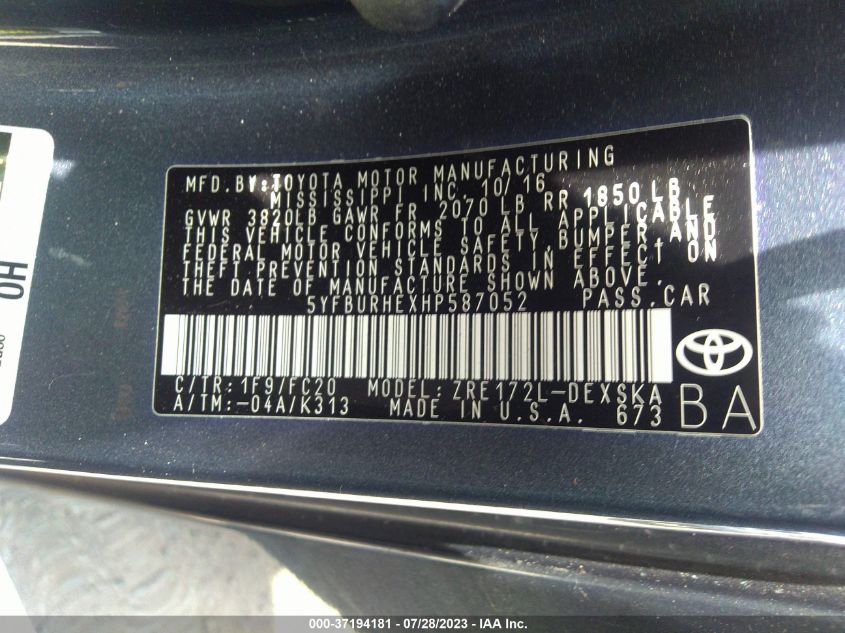 MFD.BY:TOYOTA MOTOR MANUFACTURING
MISSISSIPPI INC. 10/16
GVWR 3820LB GAWR FR 2070 LB RR 1850 LB
THIS VEHICLE CONFORMS TO ALL APPLICABLE
FEDERAL MOTOR VEHICLE SAFETY,BUMPER,AND
THEFT PREVENTION STANDARDS IN EFFECT ON
THE DATE OF MANUFACTURE SHOWN ABOVE.
5YFBURHEXHP587052 PASS.CAR
C/TR:1F9/FC20 MODEL:ZRE172L-DEXSKA
A/TM:-04A/K313 MADE IN U.S.A. 673
BA
HO
000-37194181 / 07/28/2023 - IAA Inc.